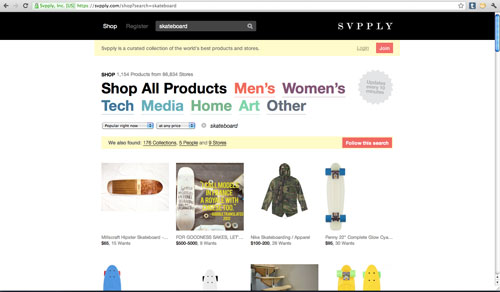 Svpply, Inc. [US] https://svpply.com/shop?search=skateboard
Shop Register skateboard SVPPLY
Svpply is a curated collection of the world's best products and stores. Login Join
SHOP 1,154 Products from 66,834 Stores
Updates every 10 minutes
Shop All Products Men's Women's
Tech Media Home Art Other
Popular right now at any price skateboard
We also found: 176 Collections, 5 People and 9 Stores Follow this search
Millscraft Hipster Skateboard -...
$65, 15 Wants
FOR GOODNESS SAKES, LET'...
$500-5000, 8 Wants
Nike Skateboarding / Apparel
$100-200, 28 Wants
Penny 22" Complete Glow Cya...
$95, 30 Wants